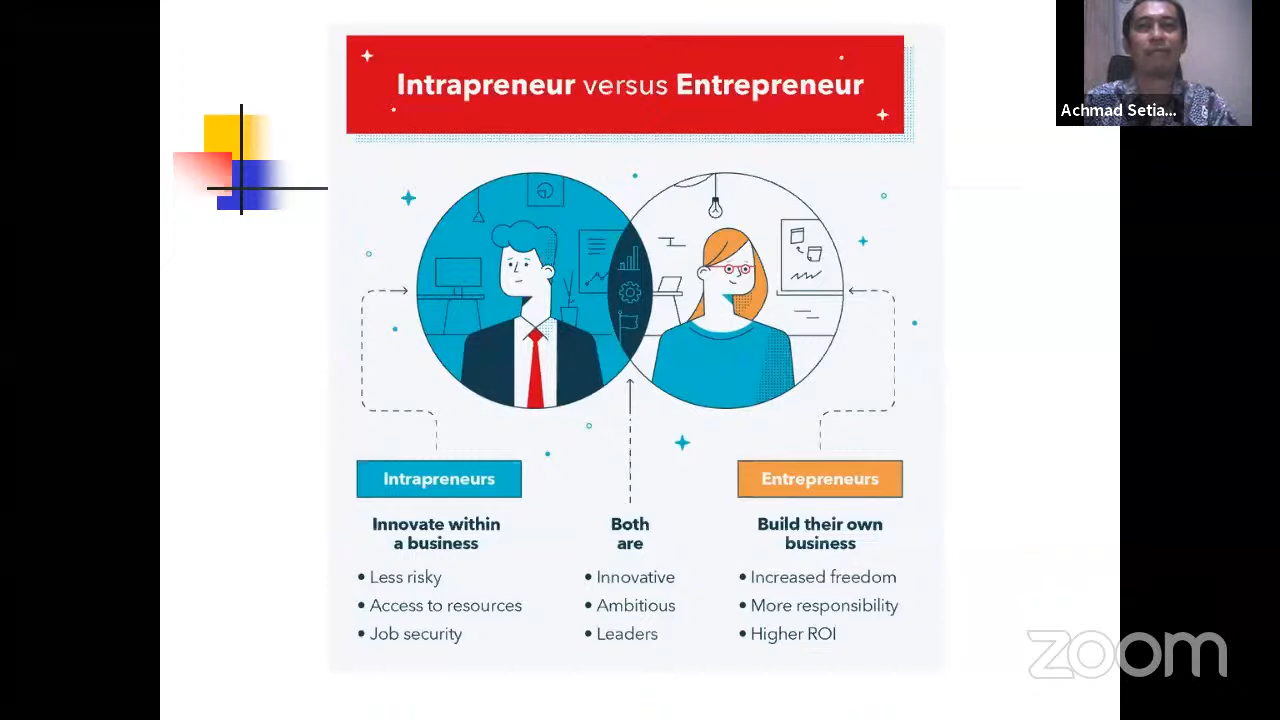 Intrapreneur versus Entrepreneur
Achmad Setia...
Intrapreneurs
Innovate within
a business
• Less risky
• Access to resources
• Job security
Both
are
• Innovative
• Ambitious
• Leaders
Entrepreneurs
Build their own
business
• Increased freedom
• More responsibility
• Higher ROI
zoom